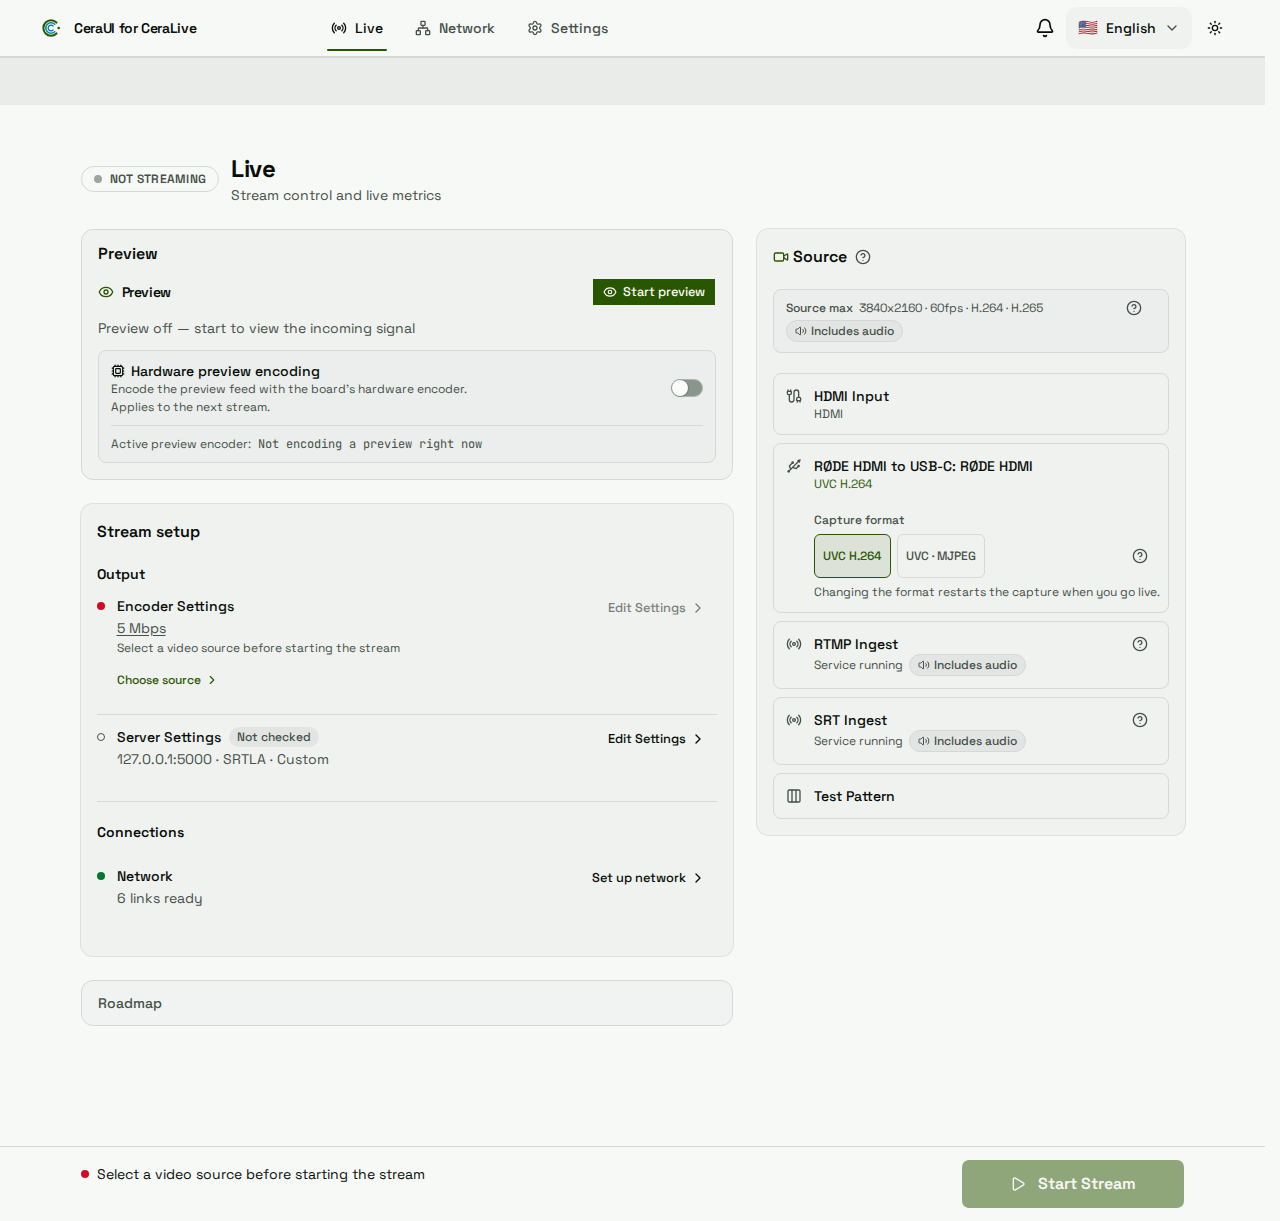 CeraUI for CeraLive
Live
Network
Settings
🇺🇸 English
NOT STREAMING
Live
Stream control and live metrics
Preview
Preview
Start preview
Preview off — start to view the incoming signal
Hardware preview encoding
Encode the preview feed with the board's hardware encoder.
Applies to the next stream.
Active preview encoder: Not encoding a preview right now
Stream setup
Output
Encoder Settings
Edit Settings
5 Mbps
Select a video source before starting the stream
Choose source
Server Settings Not checked
Edit Settings
127.0.0.1:5000 · SRTLA · Custom
Connections
Network
Set up network
6 links ready
Roadmap
Source
Source max 3840x2160 · 60fps · H.264 · H.265
Includes audio
HDMI Input
HDMI
RØDE HDMI to USB-C: RØDE HDMI
UVC H.264
Capture format
UVC H.264
UVC · MJPEG
Changing the format restarts the capture when you go live.
RTMP Ingest
Service running Includes audio
SRT Ingest
Service running Includes audio
Test Pattern
Select a video source before starting the stream
Start Stream